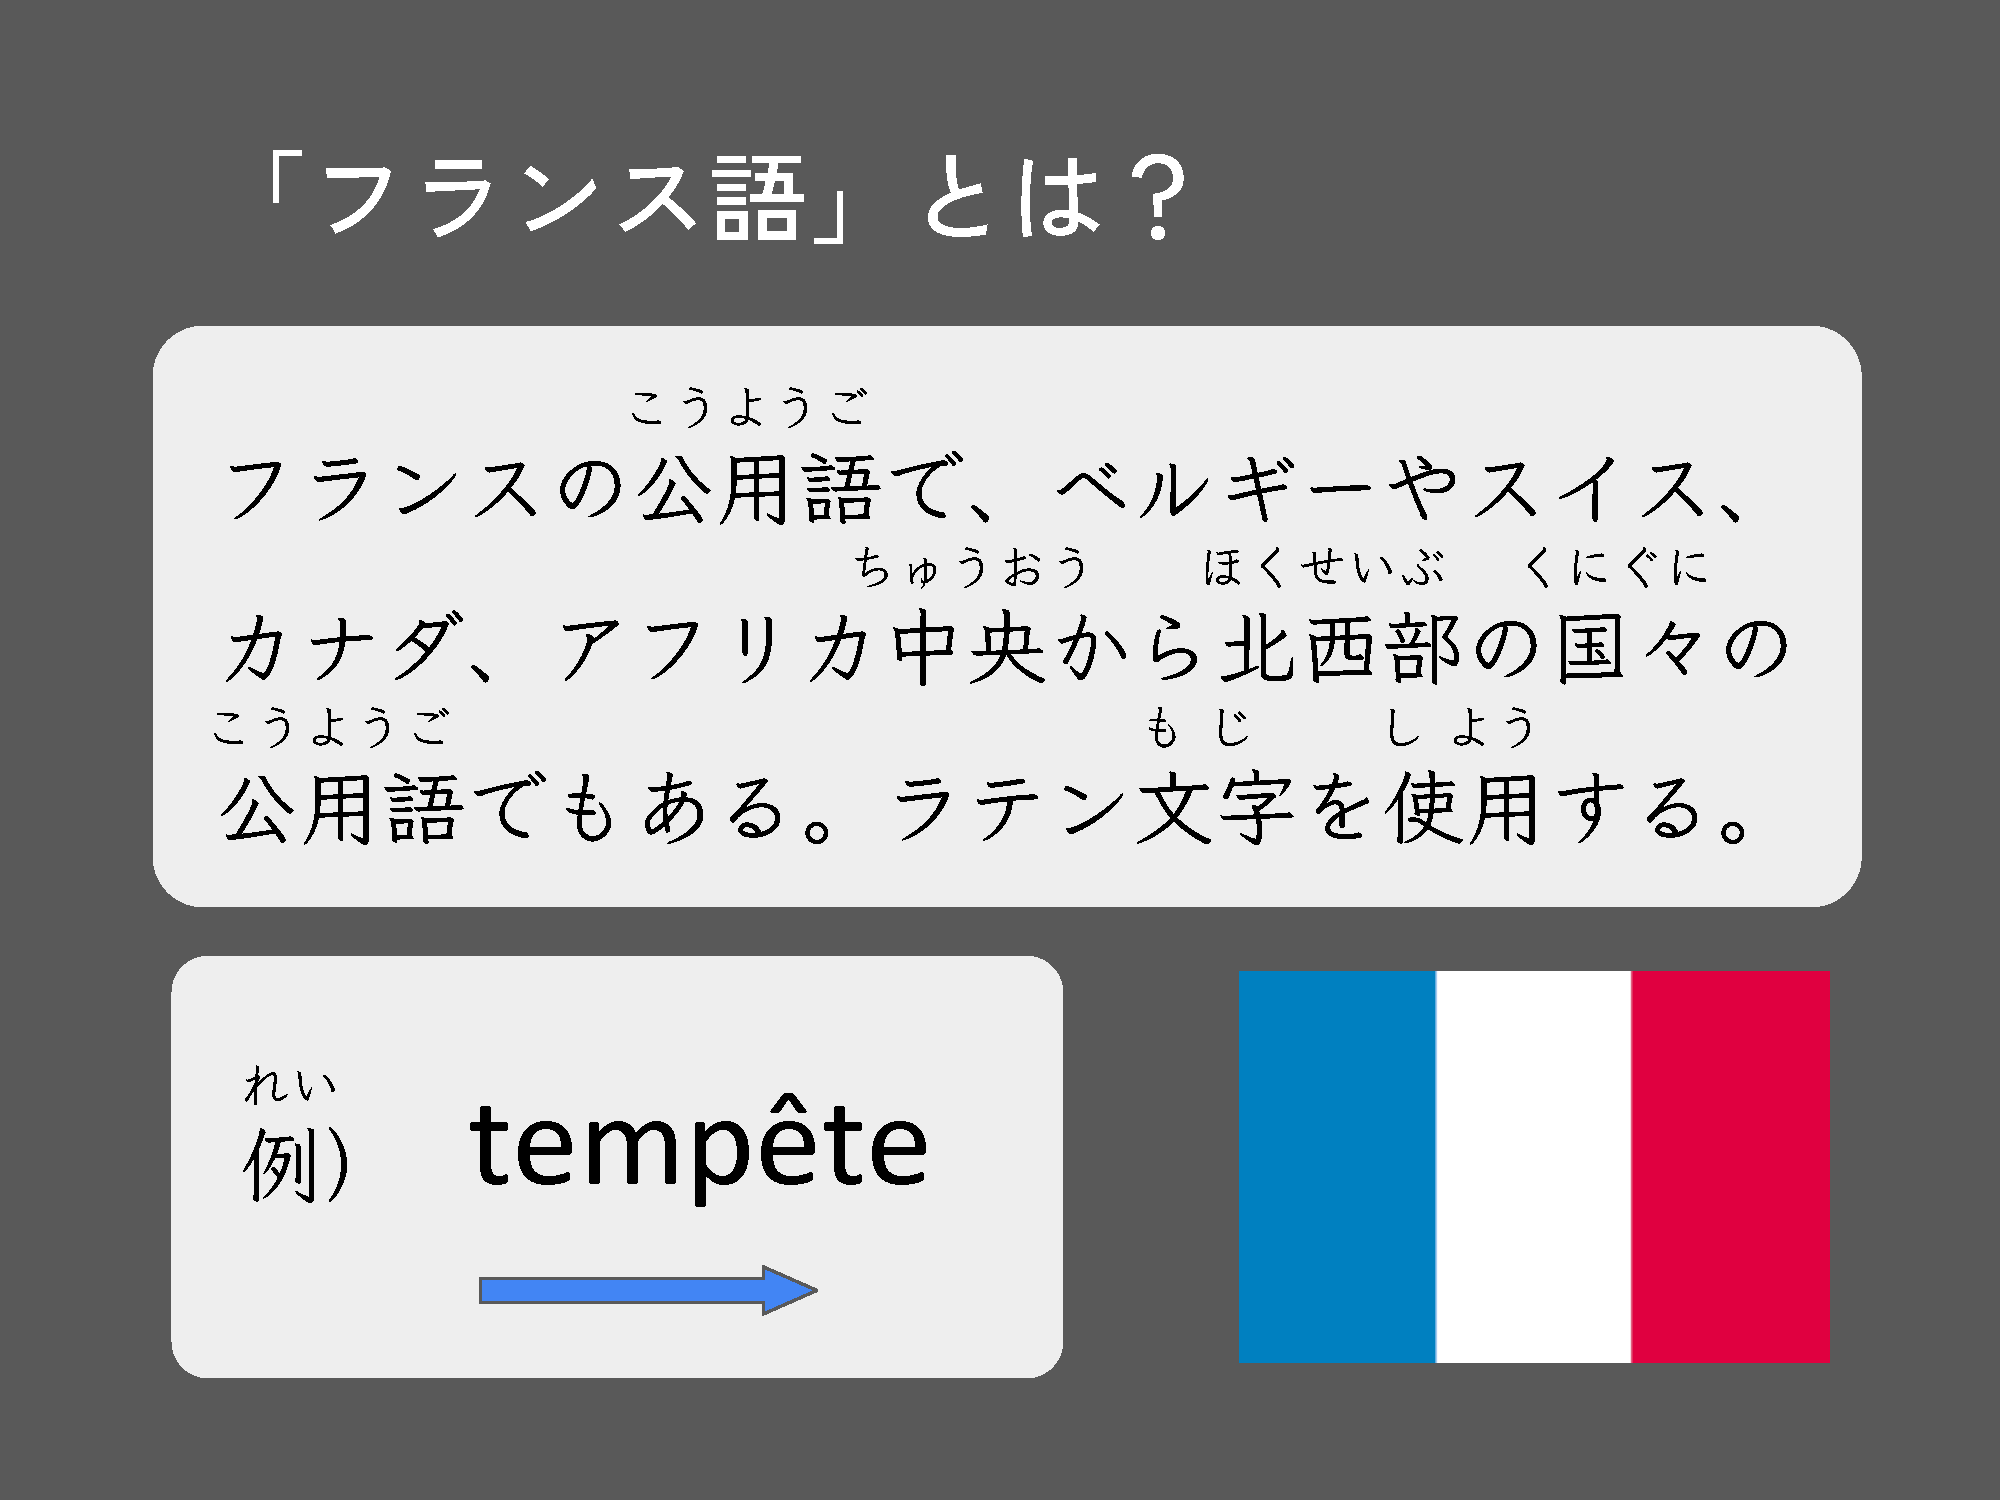 「フランス語」とは？
こうようご
フランスの公用語で、ベルギーやスイス、
ちゅうおう ほくせいぶ くにぐに
カナダ、アフリカ中央から北西部の国々の
こうようご もじ しよう
公用語でもある。ラテン文字を使用する。
れい
例) tempête